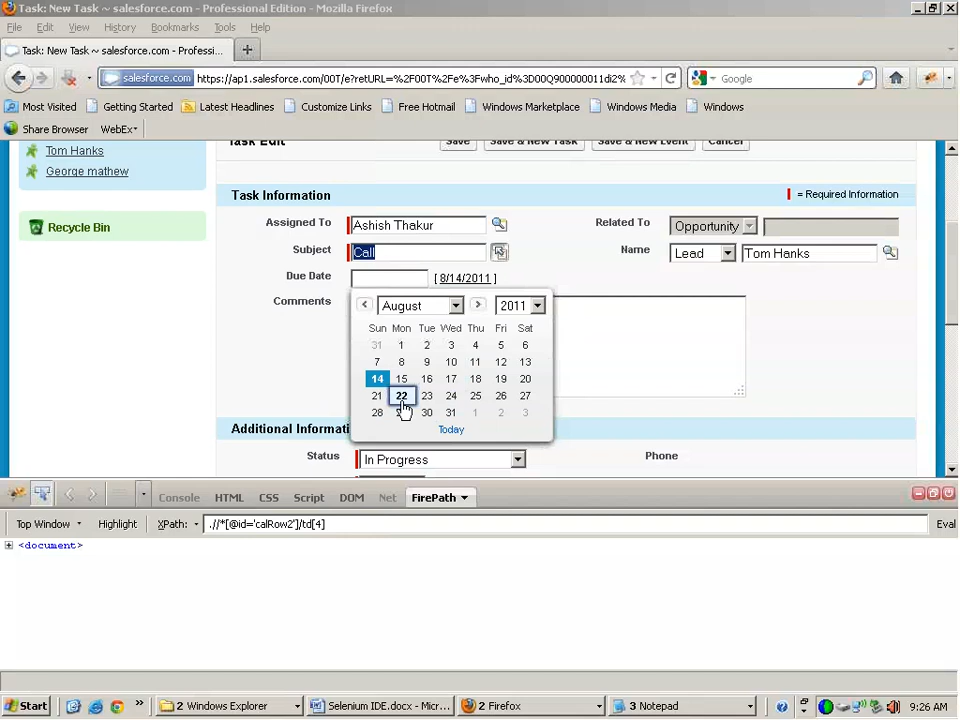 Task: New Task ~ salesforce.com - Professional Edition - Mozilla Firefox
File Edit View History Bookmarks Tools Help
Task: New Task ~ salesforce.com - Professi... +
salesforce.com https://ap1.salesforce.com/00T/e?retURL=%2F00T%2Fe%3Fwho_id%3D00Q900000011di2% Google
Most Visited Getting Started Latest Headlines Customize Links Free Hotmail Windows Marketplace Windows Media Windows
Share Browser WebEx
Task Edit Save Save & New Task Save & New Event Cancel
Tom Hanks
George mathew
Recycle Bin
Task Information = Required Information
Assigned To Ashish Thakur Related To Opportunity
Subject Call Name Lead Tom Hanks
Due Date [ 8/14/2011 ]
Comments
August 2011
Sun Mon Tue Wed Thu Fri Sat
31 1 2 3 4 5 6
7 8 9 10 11 12 13
14 15 16 17 18 19 20
21 22 23 24 25 26 27
28 30 31 1 2 3
Today
Additional Informati
Status In Progress Phone
Console HTML CSS Script DOM Net FirePath
Top Window Highlight XPath: .//*[@id='calRow2']/td[4] Eval
<document>
Start » 2 Windows Explorer Selenium IDE.docx - Mic... 2 Firefox 3 Notepad 9:26 AM